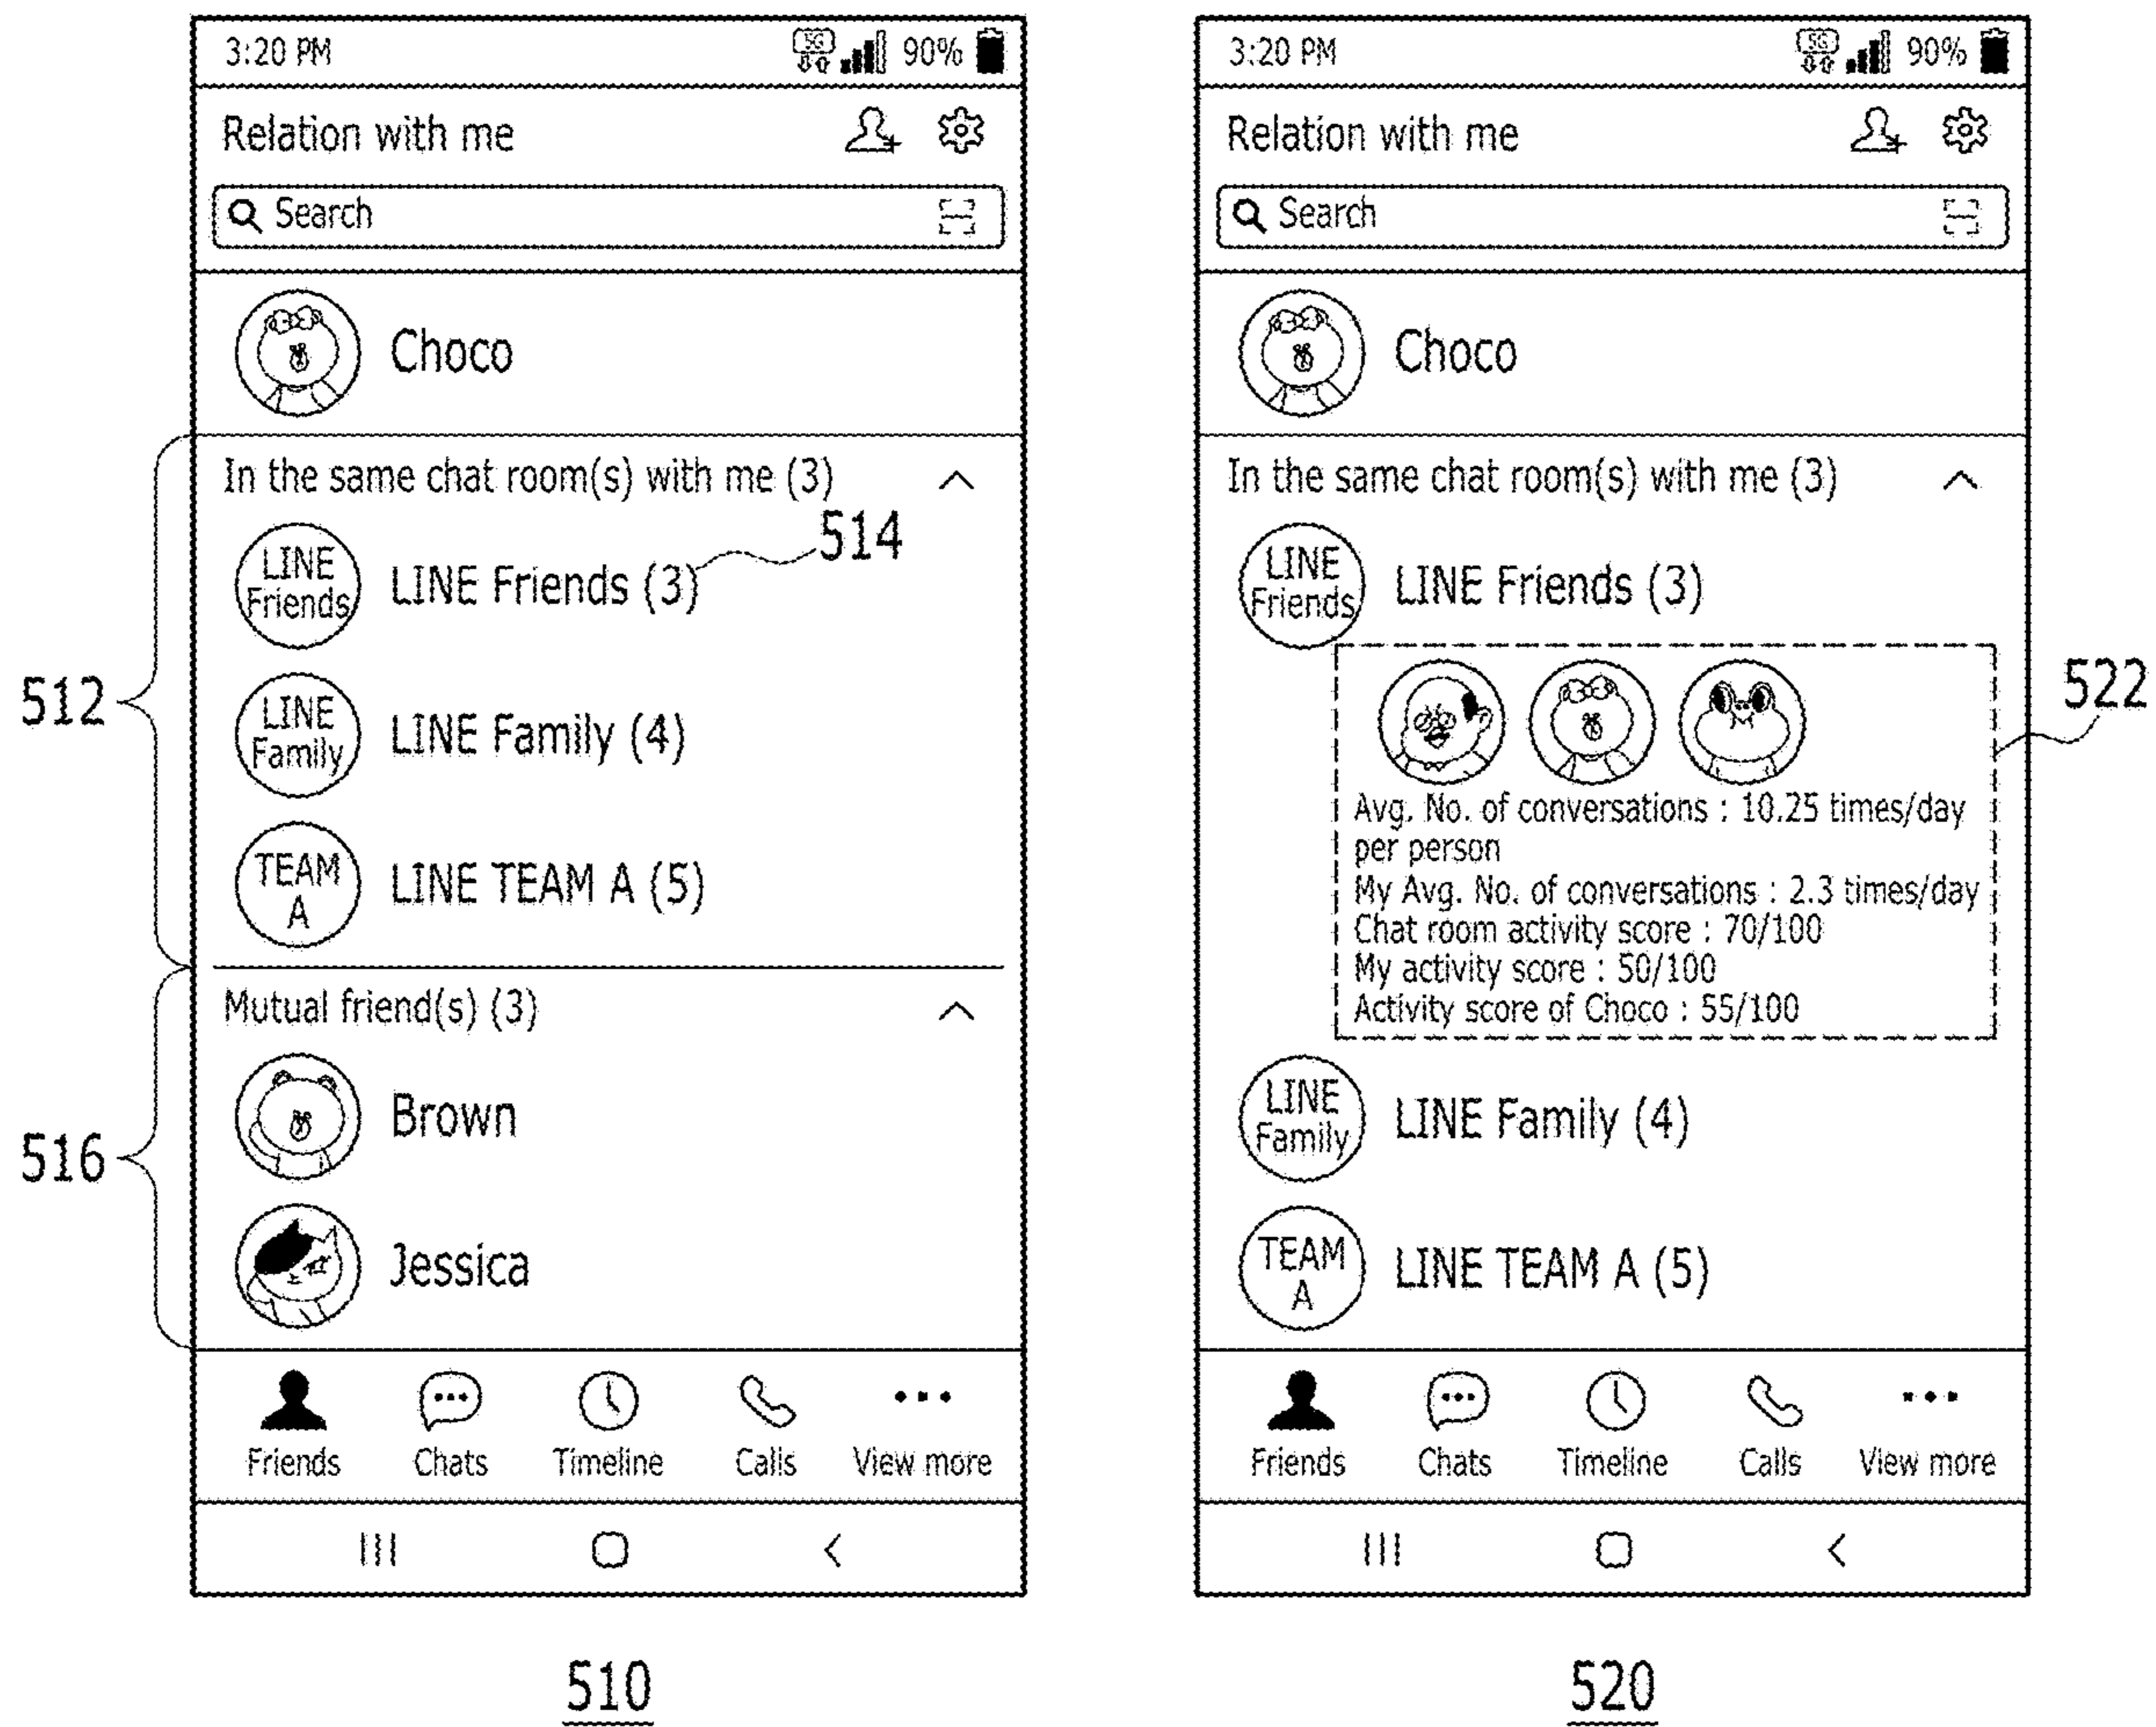 3:20 PM 5G 90%
Relation with me
Search
Choco
In the same chat room(s) with me (3)
514
LINE Friends
LINE Friends (3)
512
LINE Family
LINE Family (4)
TEAM A
LINE TEAM A (5)
Mutual friend(s) (3)
516
Brown
Jessica
Friends Chats Timeline Calls View more
510
3:20 PM 5G 90%
Relation with me
Search
Choco
In the same chat room(s) with me (3)
LINE Friends
LINE Friends (3)
522
Avg. No. of conversations : 10.25 times/day
per person
My Avg. No. of conversations : 2.3 times/day
Chat room activity score : 70/100
My activity score : 50/100
Activity score of Choco : 55/100
LINE Family
LINE Family (4)
TEAM A
LINE TEAM A (5)
Friends Chats Timeline Calls View more
520